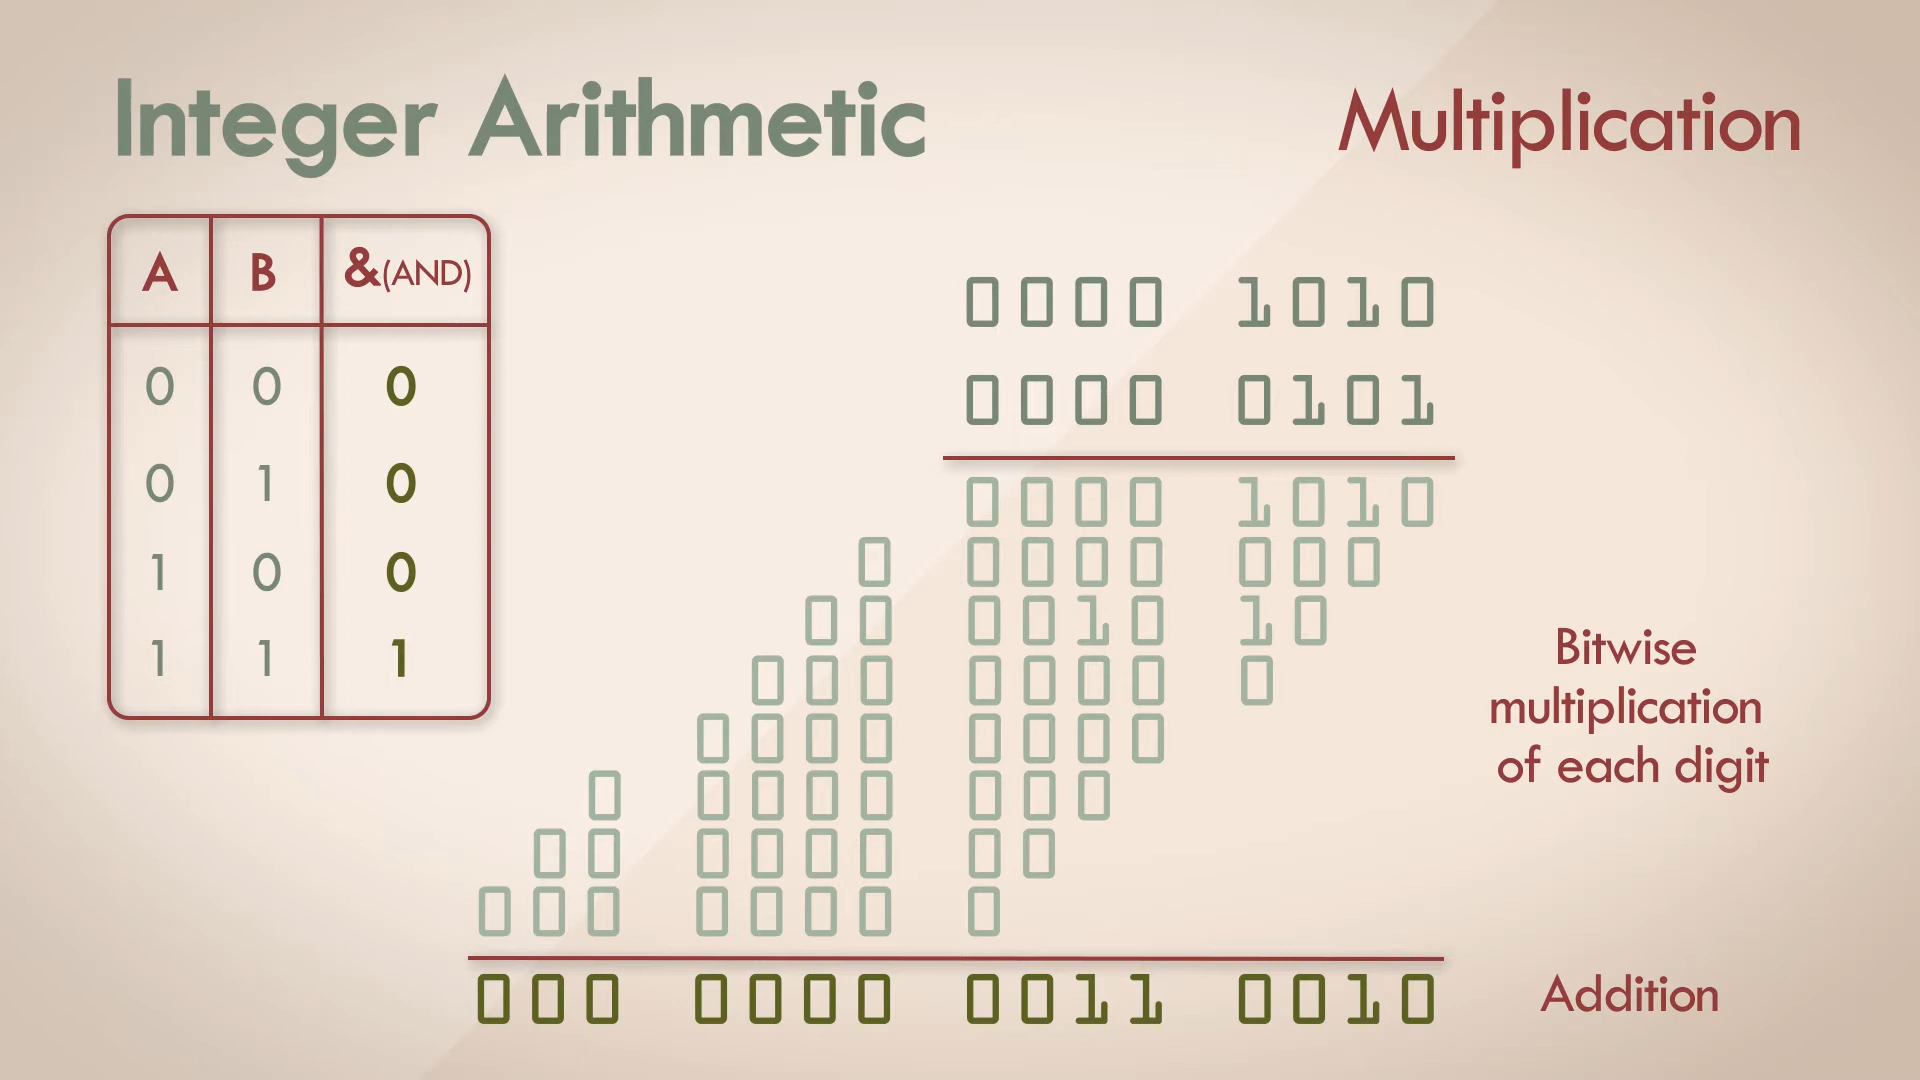 Integer Arithmetic
Multiplication
A B &(AND)
0 0 0
0 1 0
1 0 0
1 1 1
0000 1010
0000 0101
0000 1010
0 0000 000
00 0010 10
000 0000 0
0000 0000
0 0000 000
00 0000 00
000 0000 0
000 0000 0011 0010
Bitwise
multiplication
of each digit
Addition